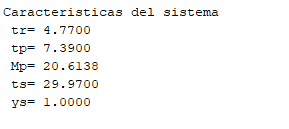 Caracteristicas del sistema
tr= 4.7700
tp= 7.3900
Mp= 20.6138
ts= 29.9700
ys= 1.0000